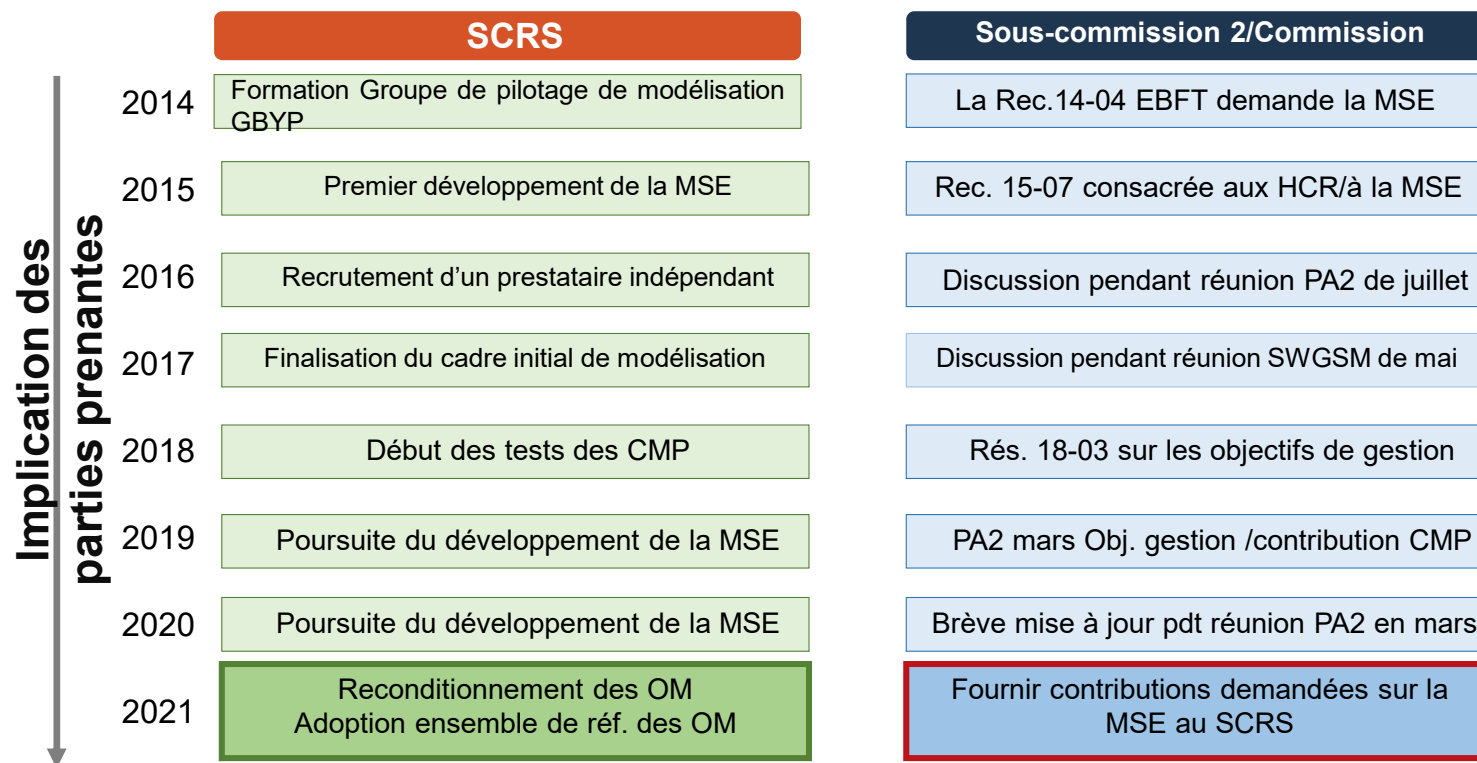 SCRS
Sous-commission 2/Commission
Implication des
parties prenantes
2014
Formation Groupe de pilotage de modélisation
GBYP
La Rec.14-04 EBFT demande la MSE
2015
Premier développement de la MSE
Rec. 15-07 consacrée aux HCR/à la MSE
2016
Recrutement d'un prestataire indépendant
Discussion pendant réunion PA2 de juillet
2017
Finalisation du cadre initial de modélisation
Discussion pendant réunion SWGSM de mai
2018
Début des tests des CMP
Rés. 18-03 sur les objectifs de gestion
2019
Poursuite du développement de la MSE
PA2 mars Obj. gestion /contribution CMP
2020
Poursuite du développement de la MSE
Brève mise à jour pdt réunion PA2 en mars
2021
Reconditionnement des OM
Adoption ensemble de réf. des OM
Fournir contributions demandées sur la
MSE au SCRS